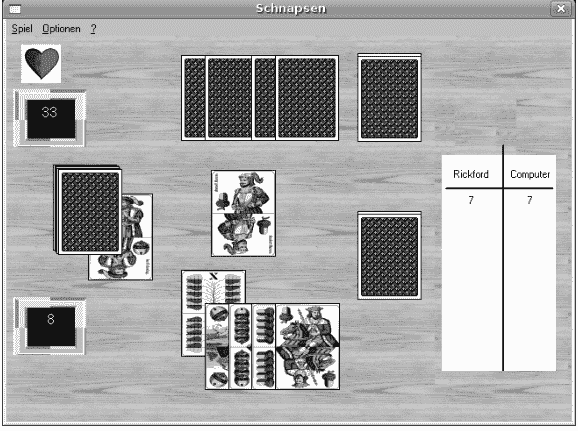 Schnapsen
Spiel Optionen ?
33
Rickford Computer
7 7
X
8